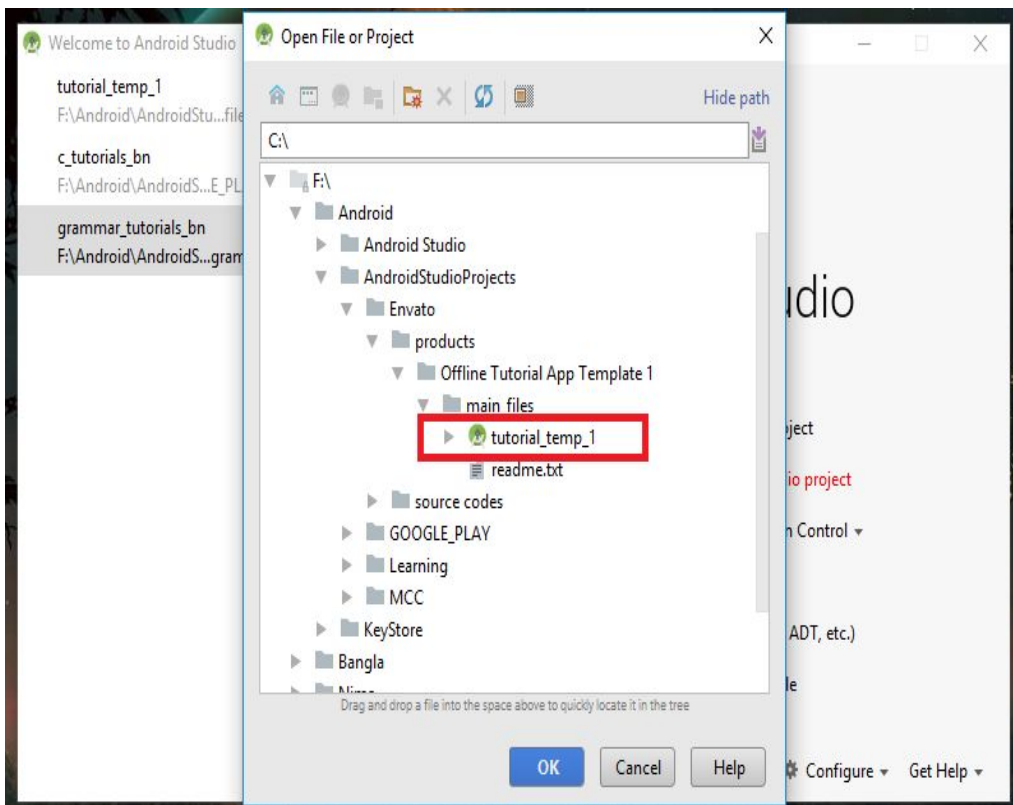 Welcome to Android Studio
tutorial_temp_1
F:\Android\AndroidStu...file
c_tutorials_bn
F:\Android\AndroidS...E_PL
grammar_tutorials_bn
F:\Android\AndroidS...gram
Open File or Project
Hide path
C:\
F:\
Android
Android Studio
AndroidStudioProjects
Envato
products
Offline Tutorial App Template 1
main_files
tutorial_temp_1
readme.txt
source codes
GOOGLE_PLAY
Learning
MCC
KeyStore
Bangla
Drag and drop a file into the space above to quickly locate it in the tree
OK
Cancel
Help
udio
oject
io project
n Control
ADT, etc.)
le
Configure
Get Help